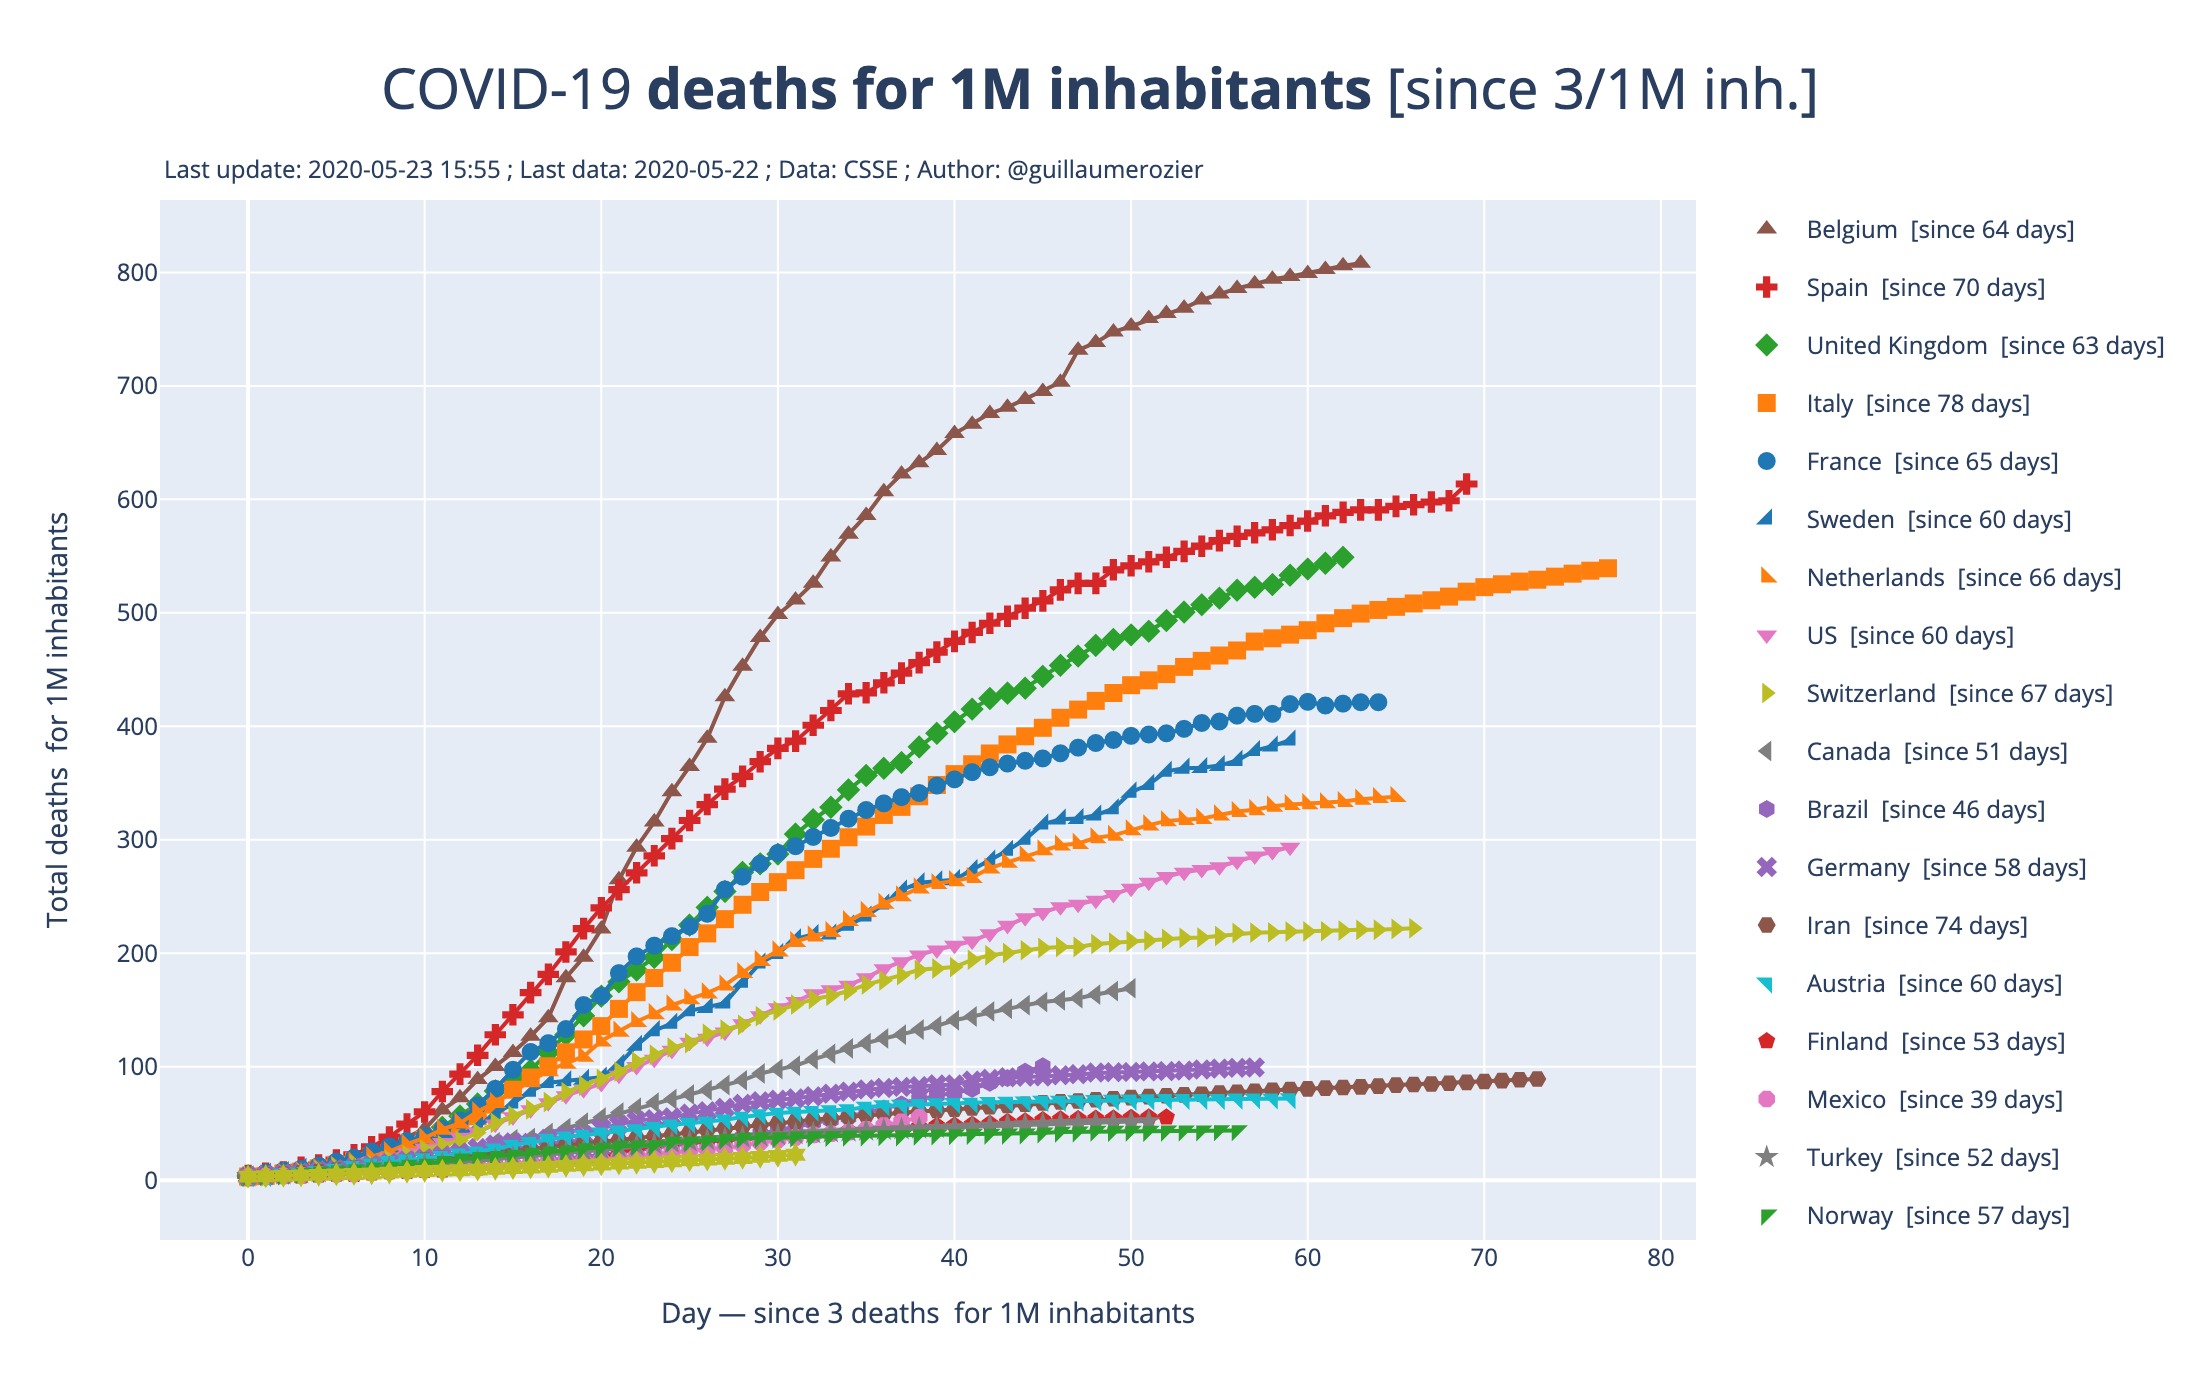 COVID-19 deaths for 1M inhabitants [since 3/1M inh.]
Last update: 2020-05-23 15:55 ; Last data: 2020-05-22 ; Data: CSSE ; Author: @guillaumerozier
Total deaths  for 1M inhabitants
800
700
600
500
400
300
200
100
0
0 10 20 30 40 50 60 70 80
Day — since 3 deaths  for 1M inhabitants
Belgium  [since 64 days]
Spain  [since 70 days]
United Kingdom  [since 63 days]
Italy  [since 78 days]
France  [since 65 days]
Sweden  [since 60 days]
Netherlands  [since 66 days]
US  [since 60 days]
Switzerland  [since 67 days]
Canada  [since 51 days]
Brazil  [since 46 days]
Germany  [since 58 days]
Iran  [since 74 days]
Austria  [since 60 days]
Finland  [since 53 days]
Mexico  [since 39 days]
Turkey  [since 52 days]
Norway  [since 57 days]